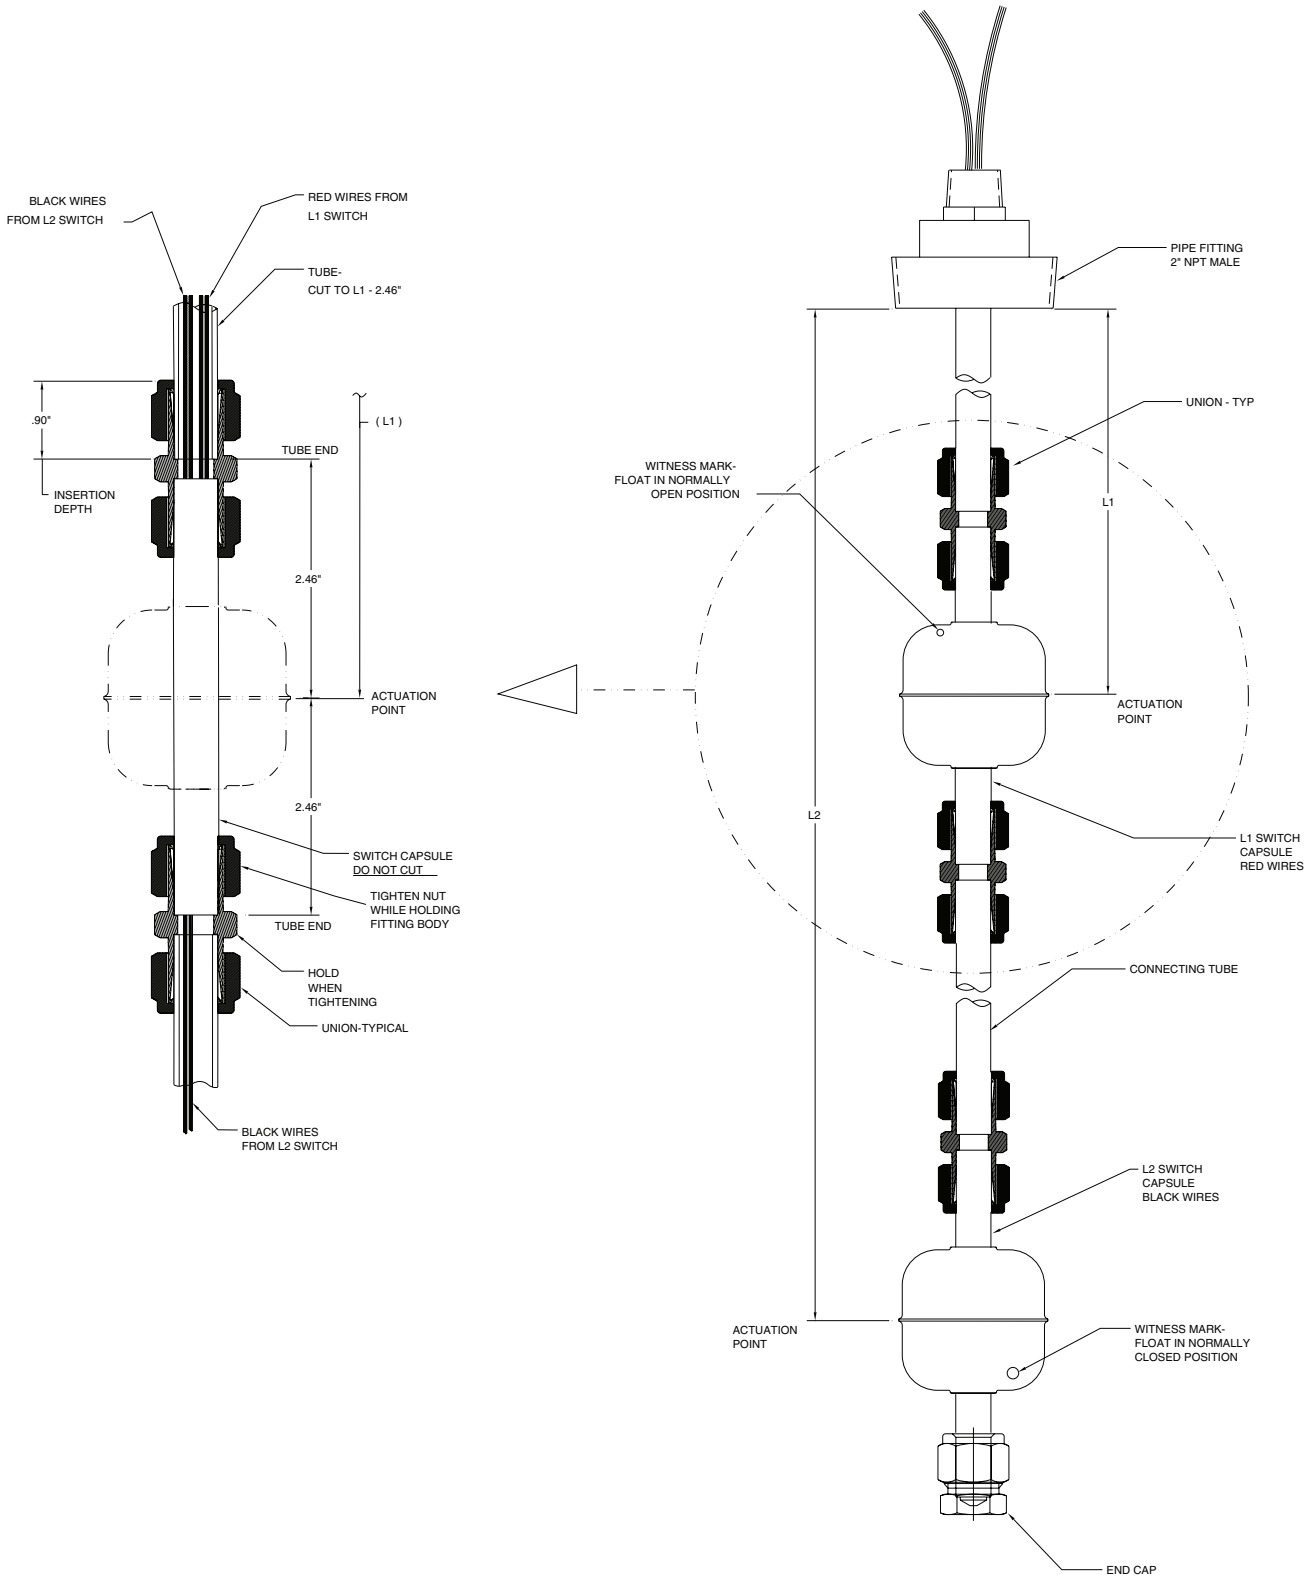 BLACK WIRES
FROM L2 SWITCH
RED WIRES FROM
L1 SWITCH
TUBE-
CUT TO L1 - 2.46"
.90"
( L1 )
TUBE END
INSERTION
DEPTH
2.46"
ACTUATION
POINT
2.46"
SWITCH CAPSULE
DO NOT CUT
TIGHTEN NUT
WHILE HOLDING
FITTING BODY
TUBE END
HOLD
WHEN
TIGHTENING
UNION-TYPICAL
BLACK WIRES
FROM L2 SWITCH
PIPE FITTING
2" NPT MALE
UNION - TYP
WITNESS MARK-
FLOAT IN NORMALLY
OPEN POSITION
L1
ACTUATION
POINT
L2
L1 SWITCH
CAPSULE
RED WIRES
CONNECTING TUBE
L2 SWITCH
CAPSULE
BLACK WIRES
ACTUATION
POINT
WITNESS MARK-
FLOAT IN NORMALLY
CLOSED POSITION
END CAP